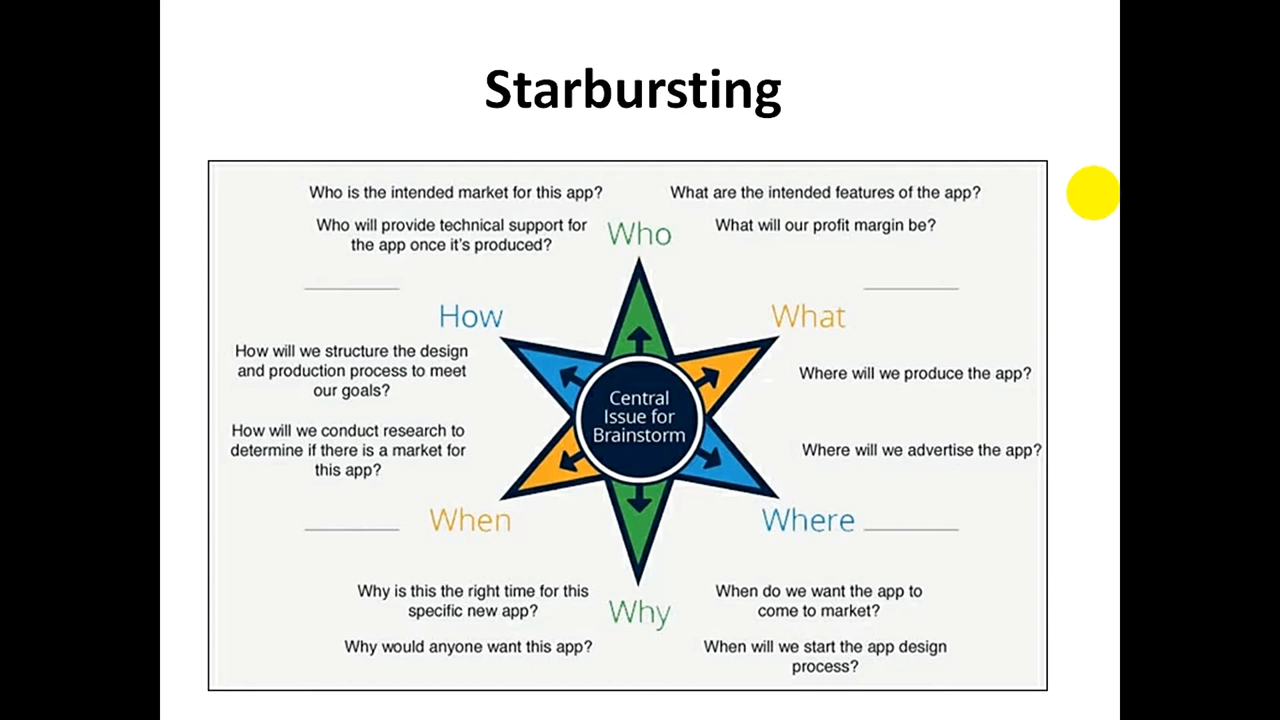 Starbursting
Who is the intended market for this app?
What are the intended features of the app?
Who will provide technical support for
the app once it's produced?
Who
What will our profit margin be?
How
What
How will we structure the design
and production process to meet
our goals?
Where will we produce the app?
Central
Issue for
Brainstorm
How will we conduct research to
determine if there is a market for
this app?
Where will we advertise the app?
When
Where
Why is this the right time for this
specific new app?
Why
When do we want the app to
come to market?
Why would anyone want this app?
When will we start the app design
process?